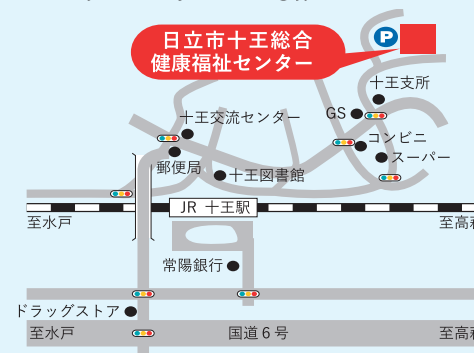 P
日立市十王総合
健康福祉センター
十王支所
GS
十王交流センター
コンビニ
郵便局
スーパー
十王図書館
JR 十王駅
至水戸
常陽銀行
ドラッグストア
至水戸
国道6号